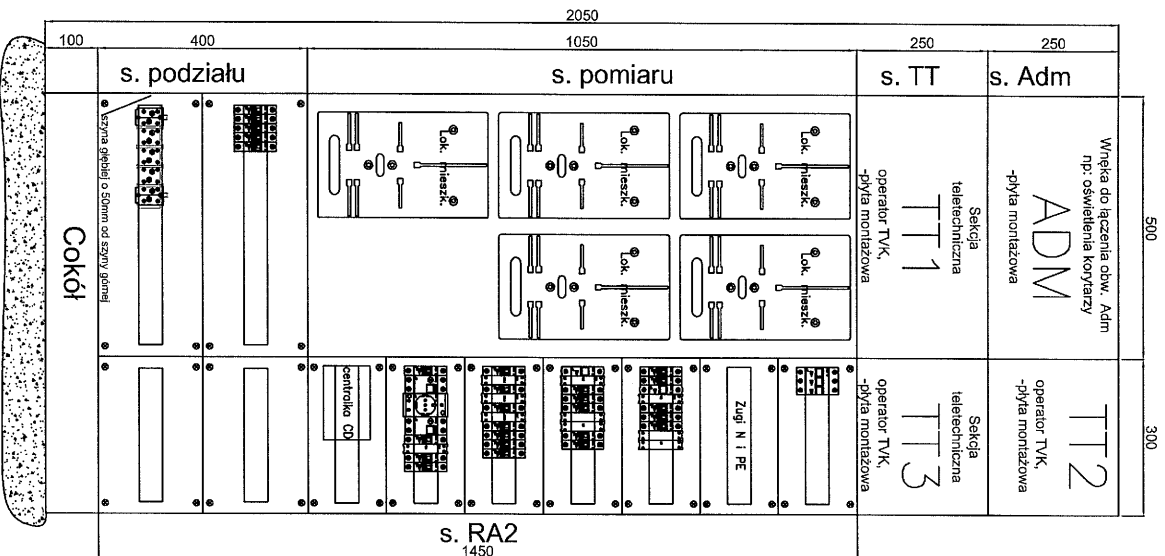 2050
100
400
1050
250
250
s. podziału
s. pomiaru
s. TT
s. Adm
szyna głębiej o 50mm od szyny górnej
Cokół
Lok. mieszk.
Lok. mieszk.
Lok. mieszk.
Lok. mieszk.
Lok. mieszk.
Sekcja
teletechniczna
TT1
operator TVK,
-płyta montażowa
Wnęka do łączenia obw. Adm
np: oświetlenia korytarzy
ADM
-płyta montażowa
500
centralka CD
Zugi N i PE
Sekcja
teletechniczna
TT3
operator TVK,
-płyta montażowa
TT2
operator TVK,
-płyta montażowa
300
s. RA2
1450